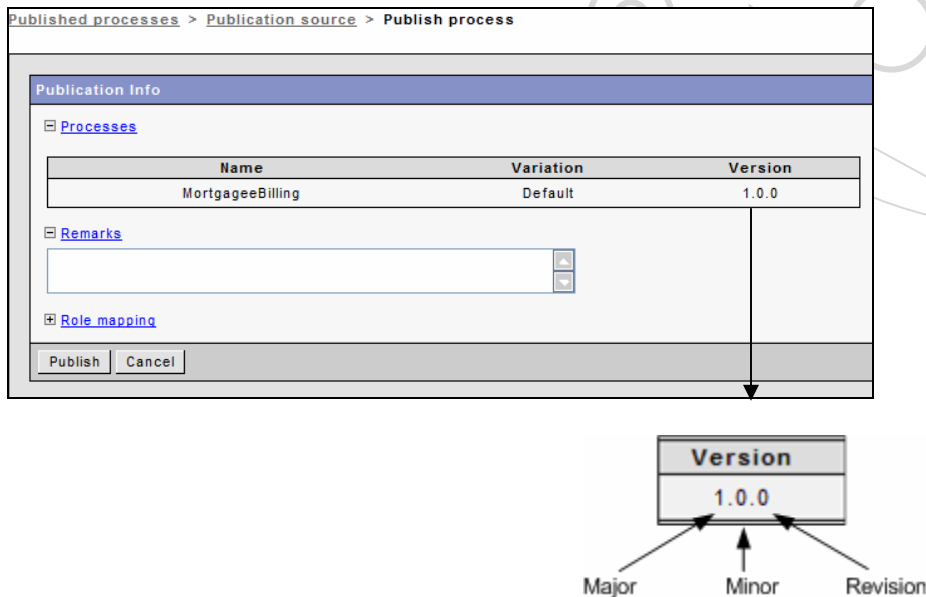 Published processes > Publication source > Publish process
Publication Info
Processes
Name Variation Version
MortgageeBilling Default 1.0.0
Remarks
Role mapping
Publish Cancel
Version
1.0.0
Major Minor Revision